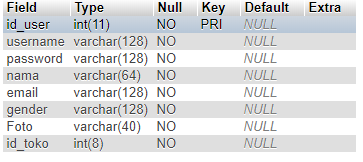 Field Type Null Key Default Extra
id_user int(11) NO PRI NULL
username varchar(128) NO NULL
password varchar(128) NO NULL
nama varchar(64) NO NULL
email varchar(128) NO NULL
gender varchar(128) NO NULL
Foto varchar(40) NO NULL
id_toko int(8) NO NULL